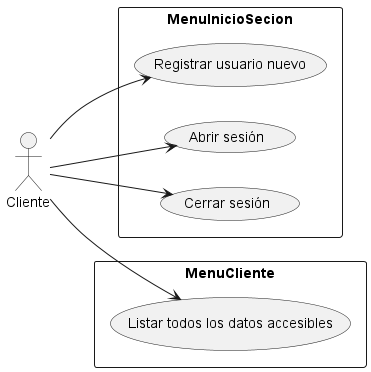 MenuInicioSecion
Registrar usuario nuevo
Abrir sesión
Cerrar sesión
Cliente
MenuCliente
Listar todos los datos accesibles